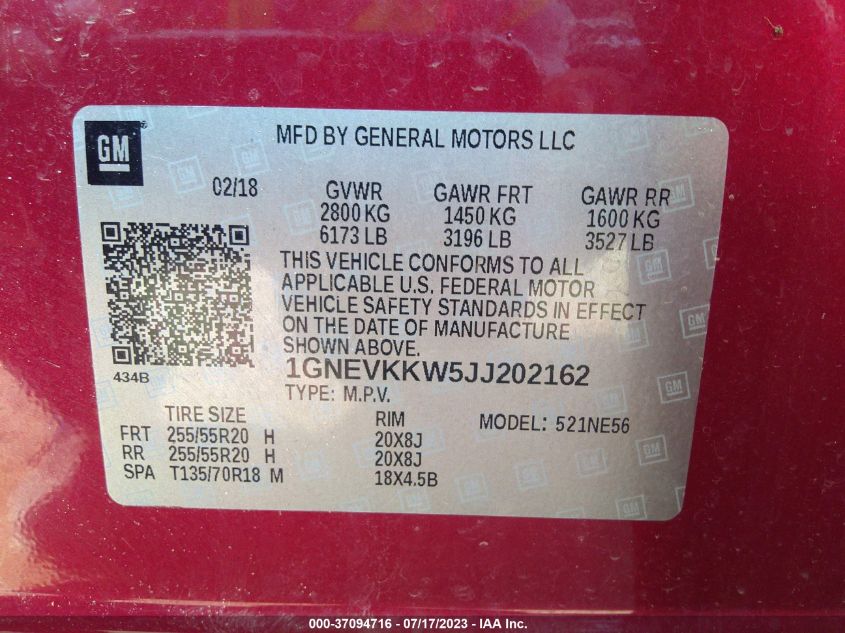 GM
MFD BY GENERAL MOTORS LLC
02/18 GVWR GAWR FRT GAWR RR
2800 KG 1450 KG 1600 KG
6173 LB 3196 LB 3527 LB
THIS VEHICLE CONFORMS TO ALL
APPLICABLE U.S. FEDERAL MOTOR
VEHICLE SAFETY STANDARDS IN EFFECT
ON THE DATE OF MANUFACTURE
SHOWN ABOVE.
434B
1GNEVKKW5JJ202162
TYPE: M.P.V.
TIRE SIZE RIM MODEL: 521NE56
FRT 255/55R20 H 20X8J
RR 255/55R20 H 20X8J
SPA T135/70R18 M 18X4.5B
000-37094716 - 07/17/2023 - IAA Inc.